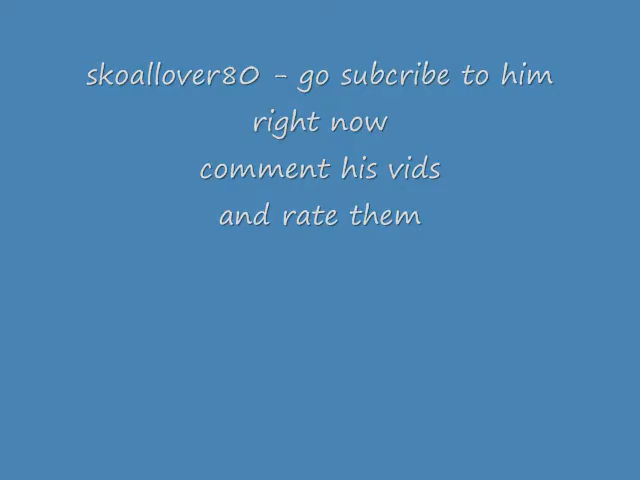 skoallover80 - go subcribe to him
right now
comment his vids
and rate them